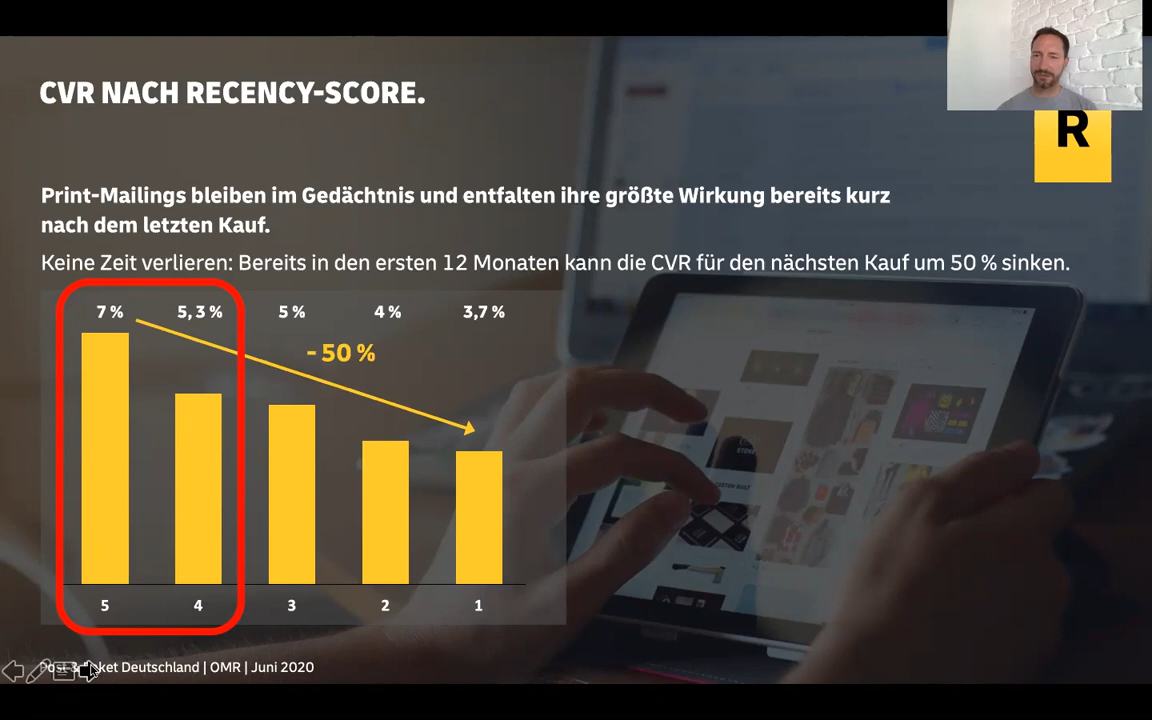 CVR NACH RECENCY-SCORE.
R
Print-Mailings bleiben im Gedächtnis und entfalten ihre größte Wirkung bereits kurz
nach dem letzten Kauf.
Keine Zeit verlieren: Bereits in den ersten 12 Monaten kann die CVR für den nächsten Kauf um 50 % sinken.
7 % 5, 3 % 5 % 4 % 3,7 %
- 50 %
5 4 3 2 1
Deutschland | OMR | Juni 2020